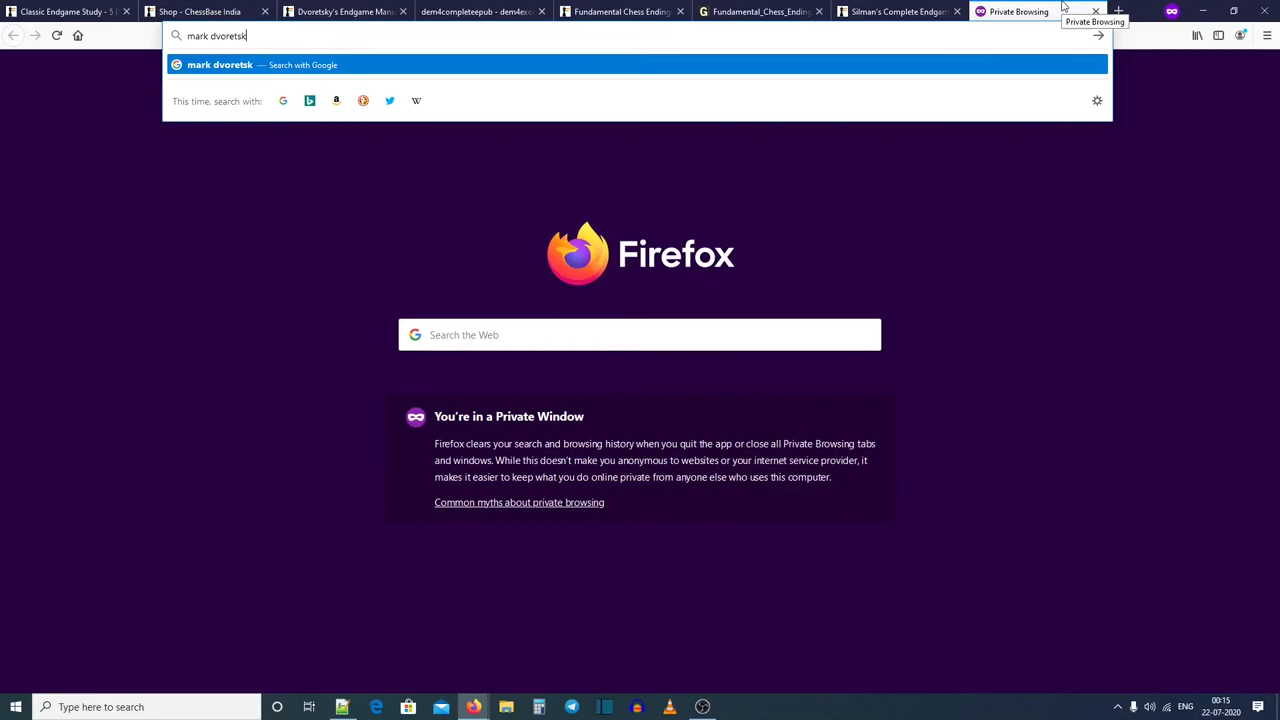 Classic Endgame Study - 5 P
Shop - ChessBase India
Dvoretsky's Endgame Manu
dem4completeepub - dem4exc
Fundamental Chess Ending
Fundamental_Chess_Ending
Silman's Complete Endgam
Private Browsing
Private Browsing
mark dvoretsk
mark dvoretsk — Search with Google
This time, search with:
Firefox
Search the Web
You're in a Private Window
Firefox clears your search and browsing history when you quit the app or close all Private Browsing tabs
and windows. While this doesn't make you anonymous to websites or your internet service provider, it
makes it easier to keep what you do online private from anyone else who uses this computer.
Common myths about private browsing
Type here to search
ENG
00:15
22-07-2020